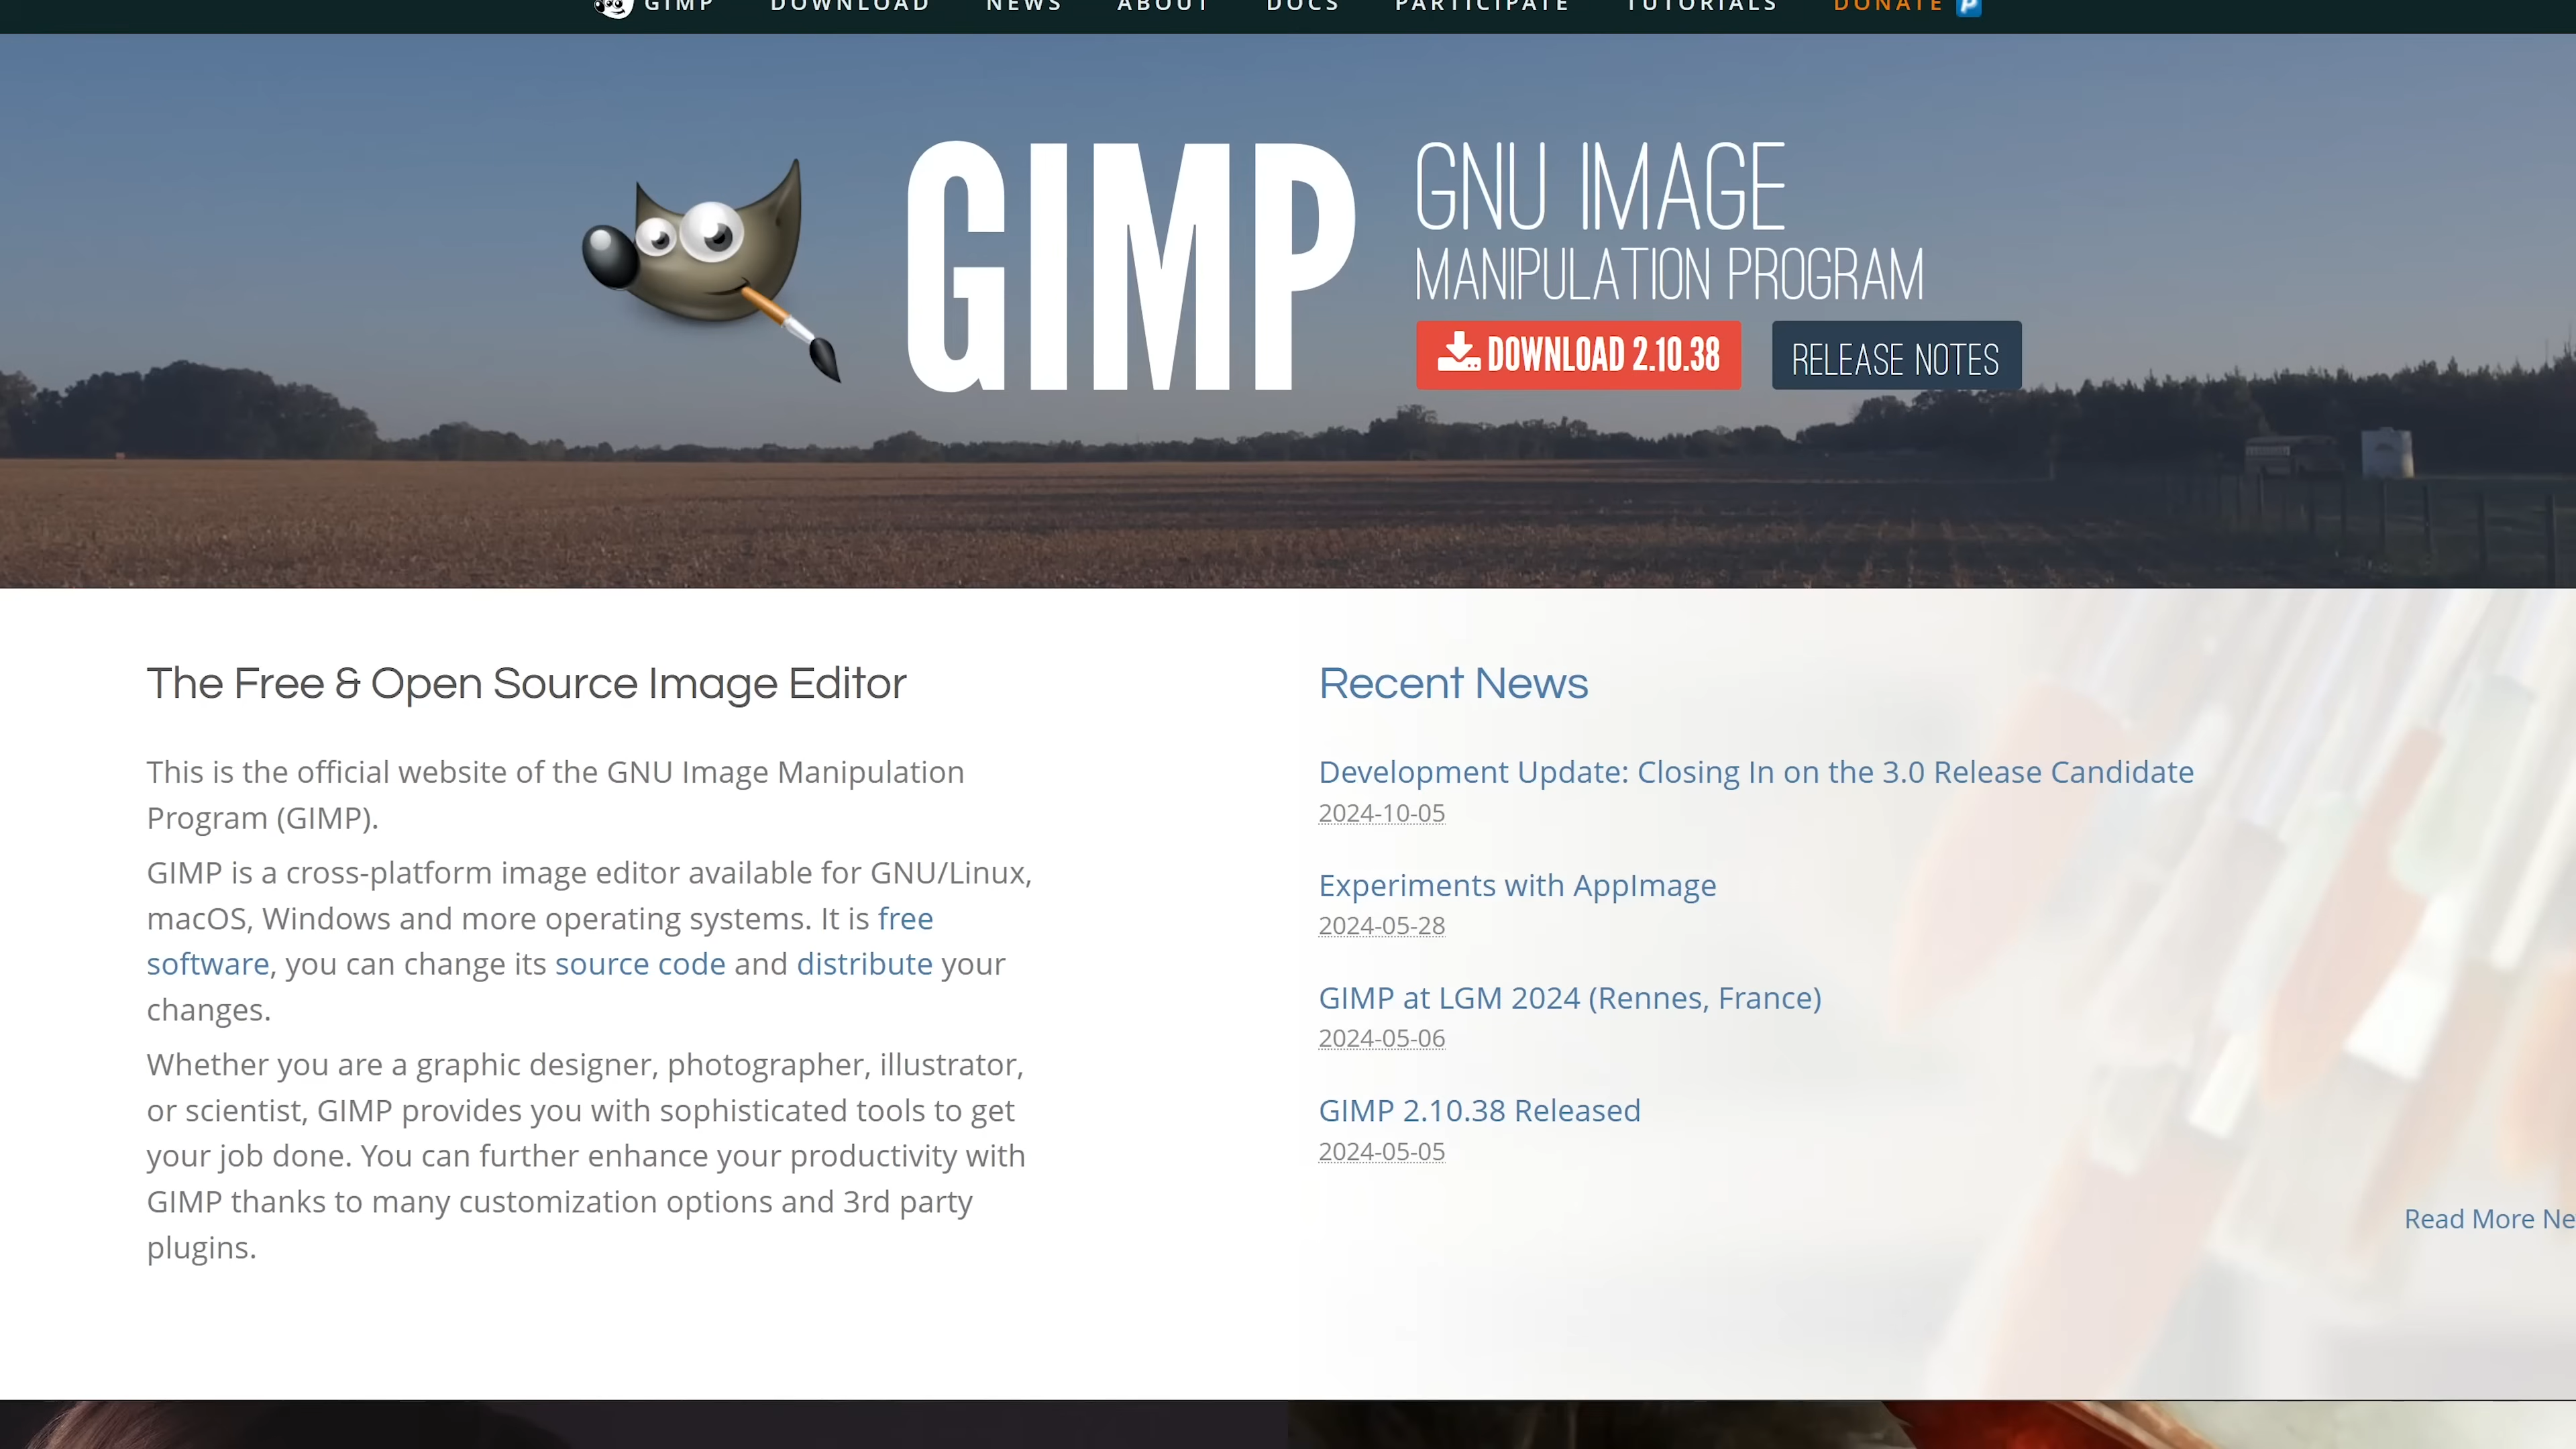 GIMP DOWNLOAD NEWS ABOUT DOCS PARTICIPATE TUTORIALS DONATE
GIMP
GNU IMAGE
MANIPULATION PROGRAM
DOWNLOAD 2.10.38 RELEASE NOTES
The Free & Open Source Image Editor
This is the official website of the GNU Image Manipulation
Program (GIMP).
GIMP is a cross-platform image editor available for GNU/Linux,
macOS, Windows and more operating systems. It is free
software, you can change its source code and distribute your
changes.
Whether you are a graphic designer, photographer, illustrator,
or scientist, GIMP provides you with sophisticated tools to get
your job done. You can further enhance your productivity with
GIMP thanks to many customization options and 3rd party
plugins.
Recent News
Development Update: Closing In on the 3.0 Release Candidate
2024-10-05
Experiments with AppImage
2024-05-28
GIMP at LGM 2024 (Rennes, France)
2024-05-06
GIMP 2.10.38 Released
2024-05-05
Read More Ne